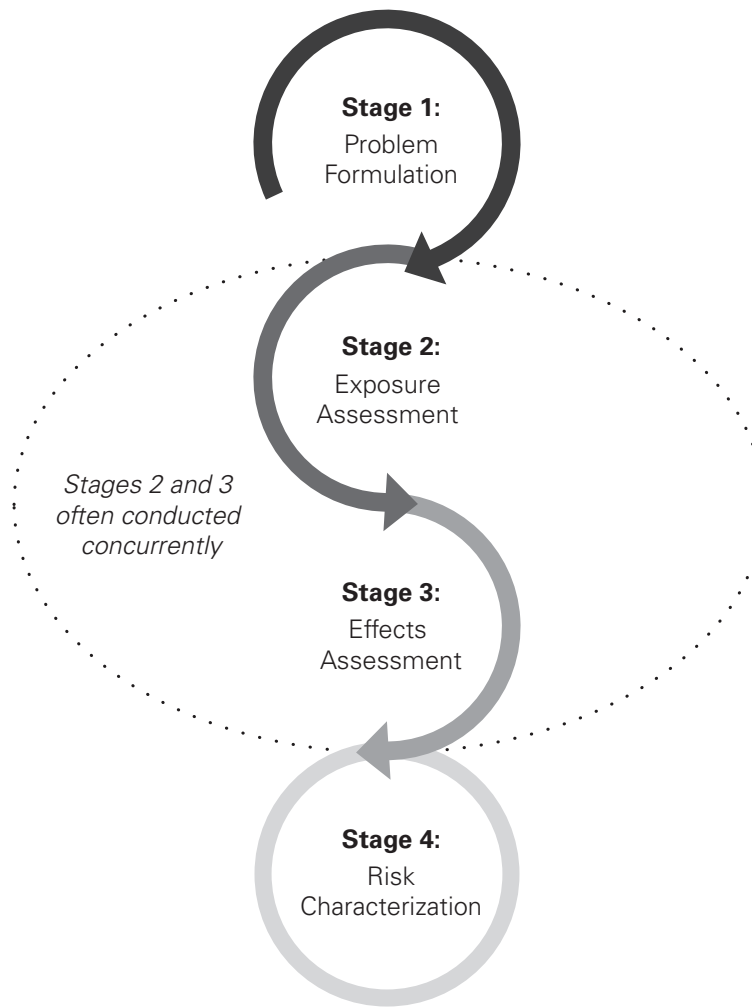 Stage 1:
Problem
Formulation
Stage 2:
Exposure
Assessment
Stages 2 and 3
often conducted
concurrently
Stage 3:
Effects
Assessment
Stage 4:
Risk
Characterization